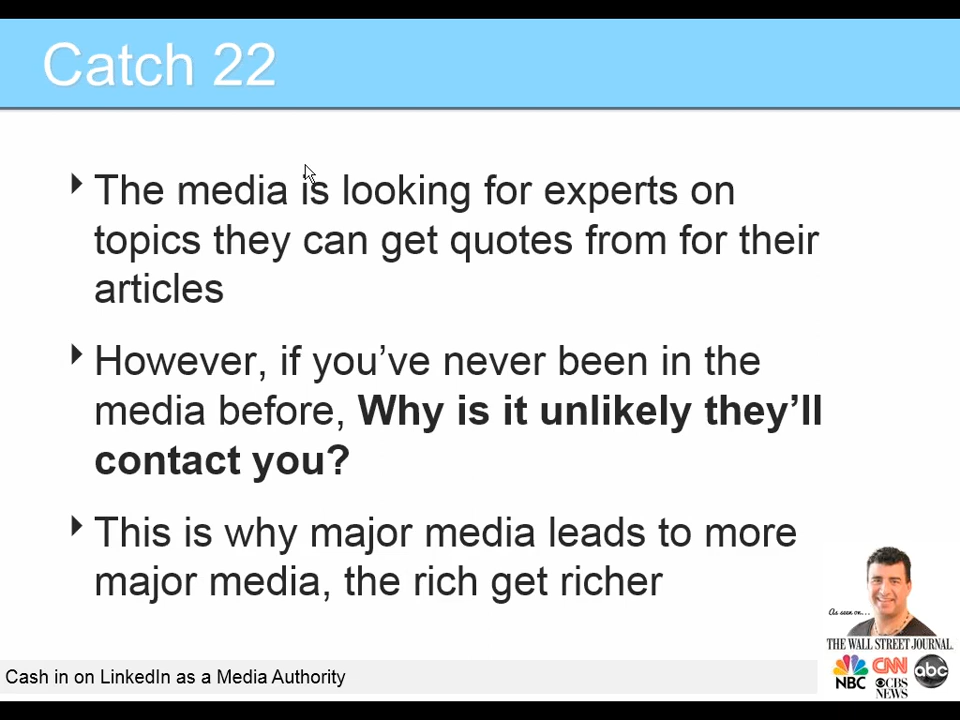 Catch 22
The media is looking for experts on
topics they can get quotes from for their
articles
However, if you’ve never been in the
media before, Why is it unlikely they’ll
contact you?
This is why major media leads to more
major media, the rich get richer
As seen on...
THE WALL STREET JOURNAL.
NBC CNN CBS NEWS abc
Cash in on LinkedIn as a Media Authority